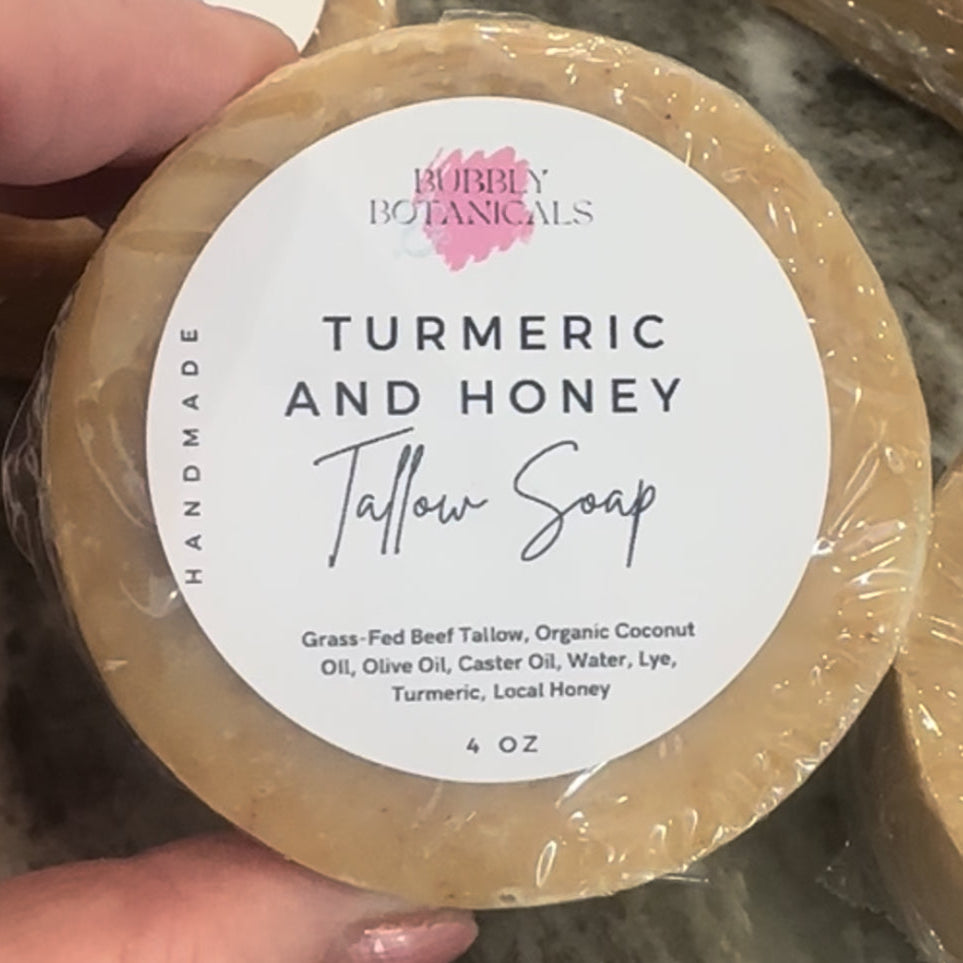 BUBBLY
BOTANICALS
TURMERIC
AND HONEY
Tallow Soap
HANDMADE
Grass-Fed Beef Tallow, Organic Coconut
OIl, Olive Oil, Caster Oil, Water, Lye,
Turmeric, Local Honey
4 OZ